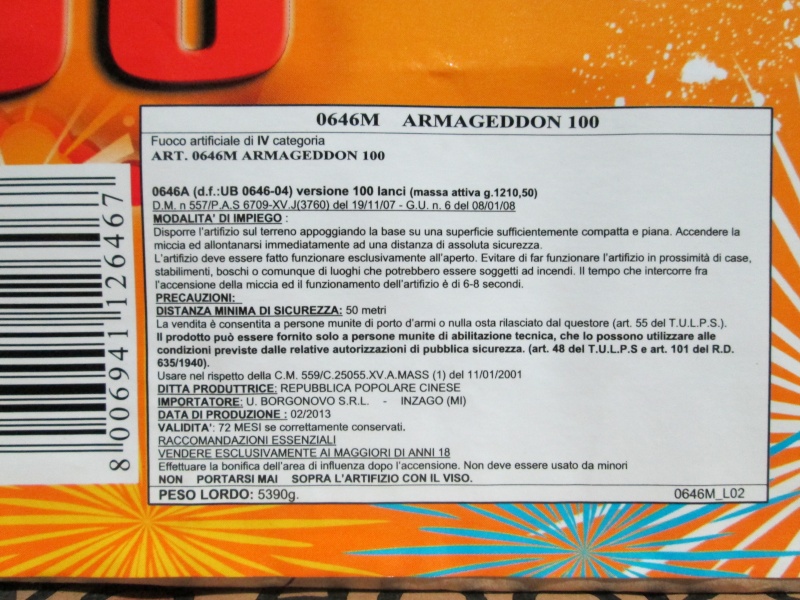 0646M ARMAGEDDON 100
Fuoco artificiale di IV categoria
ART. 0646M ARMAGEDDON 100
0646A (d.f.:UB 0646-04) versione 100 lanci (massa attiva g.1210,50)
D.M. n 557/P.A.S 6709-XV.J(3760) del 19/11/07 - G.U. n. 6 del 08/01/08
MODALITA' DI IMPIEGO :
Disporre l'artifizio sul terreno appoggiando la base su una superficie sufficientemente compatta e piana. Accendere la
miccia ed allontanarsi immediatamente ad una distanza di assoluta sicurezza.
L'artifizio deve essere fatto funzionare esclusivamente all'aperto. Evitare di far funzionare l'artifizio in prossimità di case,
stabilimenti, boschi o comunque di luoghi che potrebbero essere soggetti ad incendi. Il tempo che intercorre fra
l'accensione della miccia ed il funzionamento dell'artifizio è di 6-8 secondi.
PRECAUZIONI:
DISTANZA MINIMA DI SICUREZZA: 50 metri
La vendita è consentita a persone munite di porto d'armi o nulla osta rilasciato dal questore (art. 55 del T.U.L.P.S.).
Il prodotto può essere fornito solo a persone munite di abilitazione tecnica, che lo possono utilizzare alle
condizioni previste dalle relative autorizzazioni di pubblica sicurezza. (art. 48 del T.U.L.P.S e art. 101 del R.D.
635/1940).
Usare nel rispetto della C.M. 559/C.25055.XV.A.MASS (1) del 11/01/2001
DITTA PRODUTTRICE: REPUBBLICA POPOLARE CINESE
IMPORTATORE: U. BORGONOVO S.R.L. - INZAGO (MI)
DATA DI PRODUZIONE : 02/2013
VALIDITA': 72 MESI se correttamente conservati.
RACCOMANDAZIONI ESSENZIALI
VENDERE ESCLUSIVAMENTE AI MAGGIORI DI ANNI 18
Effettuare la bonifica dell'area di influenza dopo l'accensione. Non deve essere usato da minori
NON PORTARSI MAI SOPRA L'ARTIFIZIO CON IL VISO.
PESO LORDO: 5390g. 0646M_L02
8 006941 126467